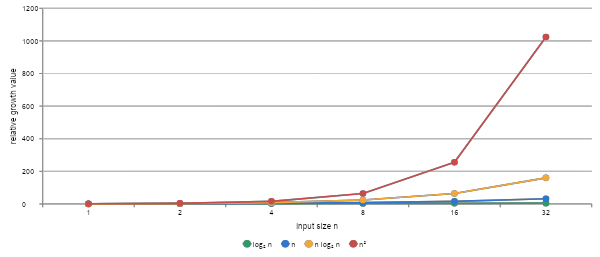 1200
1000
800
600
400
200
0
relative growth value
1 2 4 8 16 32
Input size n
log₂ n n n log₂ n n²